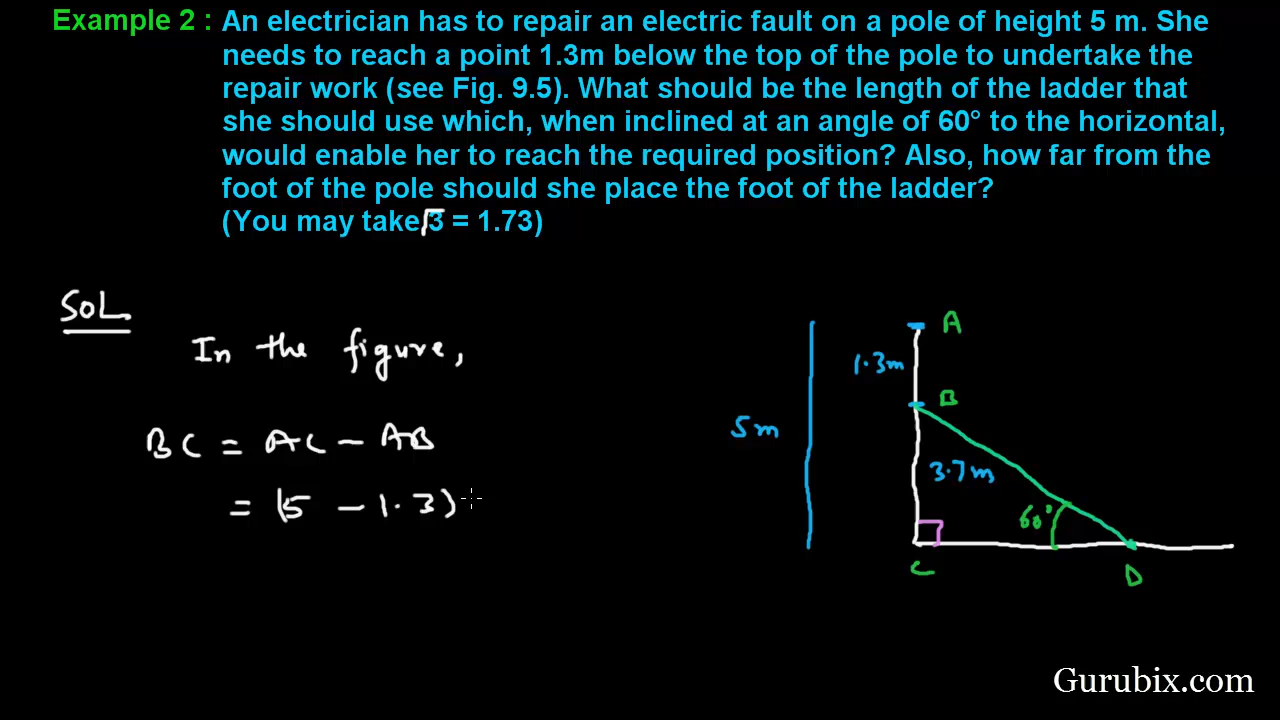 Example 2 : An electrician has to repair an electric fault on a pole of height 5 m. She
needs to reach a point 1.3m below the top of the pole to undertake the
repair work (see Fig. 9.5). What should be the length of the ladder that
she should use which, when inclined at an angle of 60° to the horizontal,
would enable her to reach the required position? Also, how far from the
foot of the pole should she place the foot of the ladder?
(You may take √3 = 1.73)
SoL
In the figure,
BC = AC - AB
= (5 - 1.3)
A
1.3m
B
5m
3.7m
60°
C
D
Gurubix.com